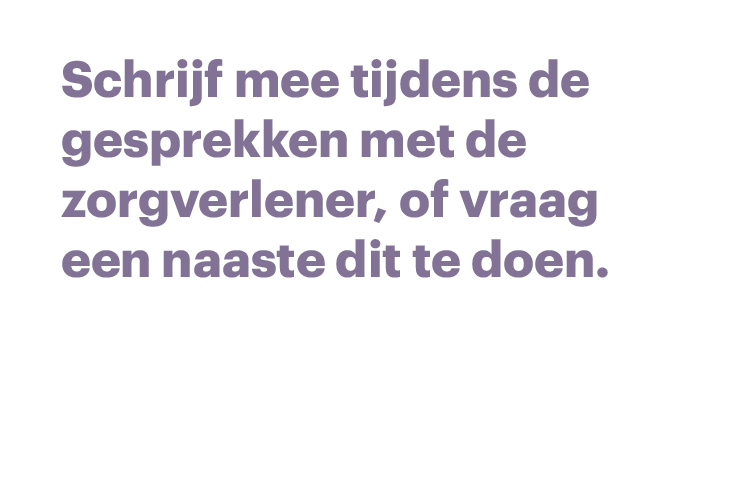 Schrijf mee tijdens de
gesprekken met de
zorgverlener, of vraag
een naaste dit te doen.